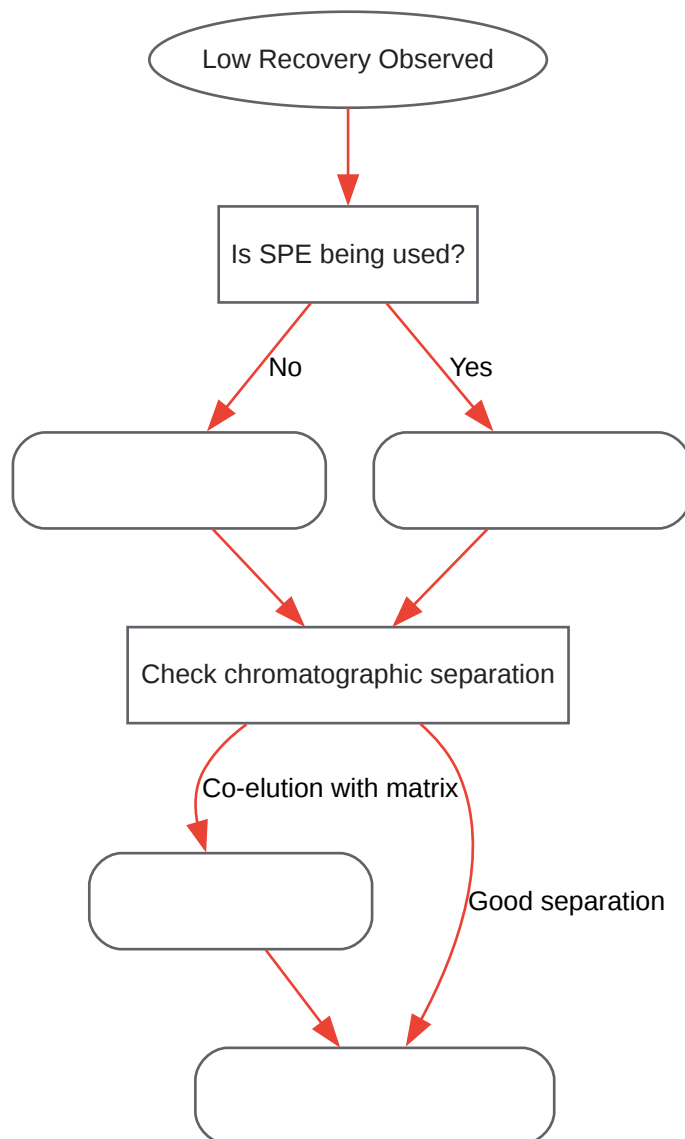 Low Recovery Observed
Is SPE being used?
No
Yes
Check chromatographic separation
Co-elution with matrix
Good separation